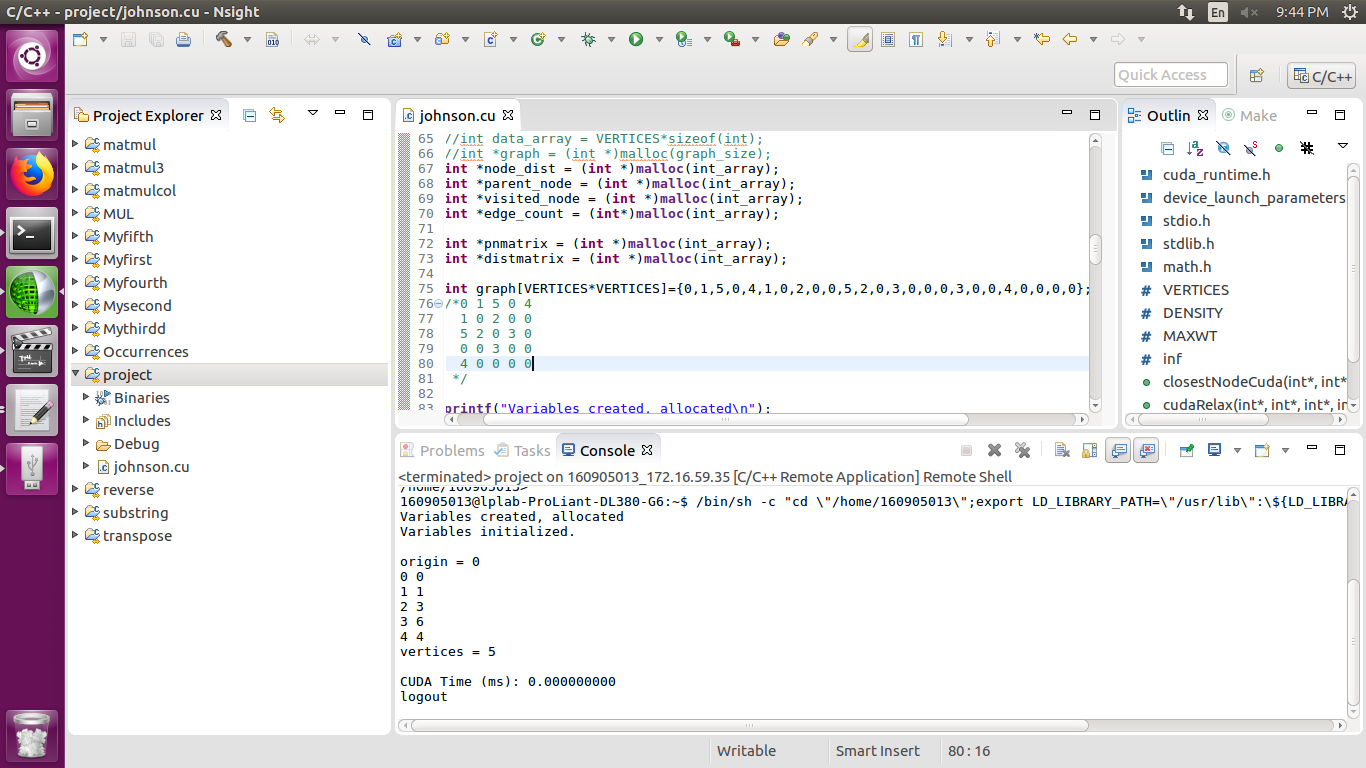 C/C++ - project/johnson.cu - Nsight
En
9:44 PM
Quick Access
C/C++
Project Explorer
matmul
matmul3
matmulcol
MUL
Myfifth
Myfirst
Myfourth
Mysecond
Mythirdd
Occurrences
project
Binaries
Includes
Debug
johnson.cu
reverse
substring
transpose
johnson.cu
65 //int data_array = VERTICES*sizeof(int);
66 //int *graph = (int *)malloc(graph_size);
67 int *node_dist = (int *)malloc(int_array);
68 int *parent_node = (int *)malloc(int_array);
69 int *visited_node = (int *)malloc(int_array);
70 int *edge_count = (int*)malloc(int_array);
71
72 int *pnmatrix = (int *)malloc(int_array);
73 int *distmatrix = (int *)malloc(int_array);
74
75 int graph[VERTICES*VERTICES]={0,1,5,0,4,1,0,2,0,0,5,2,0,3,0,0,0,3,0,0,4,0,0,0,0};
76 /*0 1 5 0 4
77 1 0 2 0 0
78 5 2 0 3 0
79 0 0 3 0 0
80 4 0 0 0 0
81 */
82
83 printf("Variables created, allocated\n");
Outlin
Make
cuda_runtime.h
device_launch_parameters
stdio.h
stdlib.h
math.h
VERTICES
DENSITY
MAXWT
inf
closestNodeCuda(int*, int*
cudaRelax(int*, int*, int*, in
Problems
Tasks
Console
<terminated> project on 160905013_172.16.59.35 [C/C++ Remote Application] Remote Shell
/home/160905013>
160905013@lplab-ProLiant-DL380-G6:~$ /bin/sh -c "cd \"/home/160905013\";export LD_LIBRARY_PATH=\"/usr/lib\":\${LD_LIBRA
Variables created, allocated
Variables initialized.
origin = 0
0 0
1 1
2 3
3 6
4 4
vertices = 5
CUDA Time (ms): 0.000000000
logout
Writable
Smart Insert
80 : 16